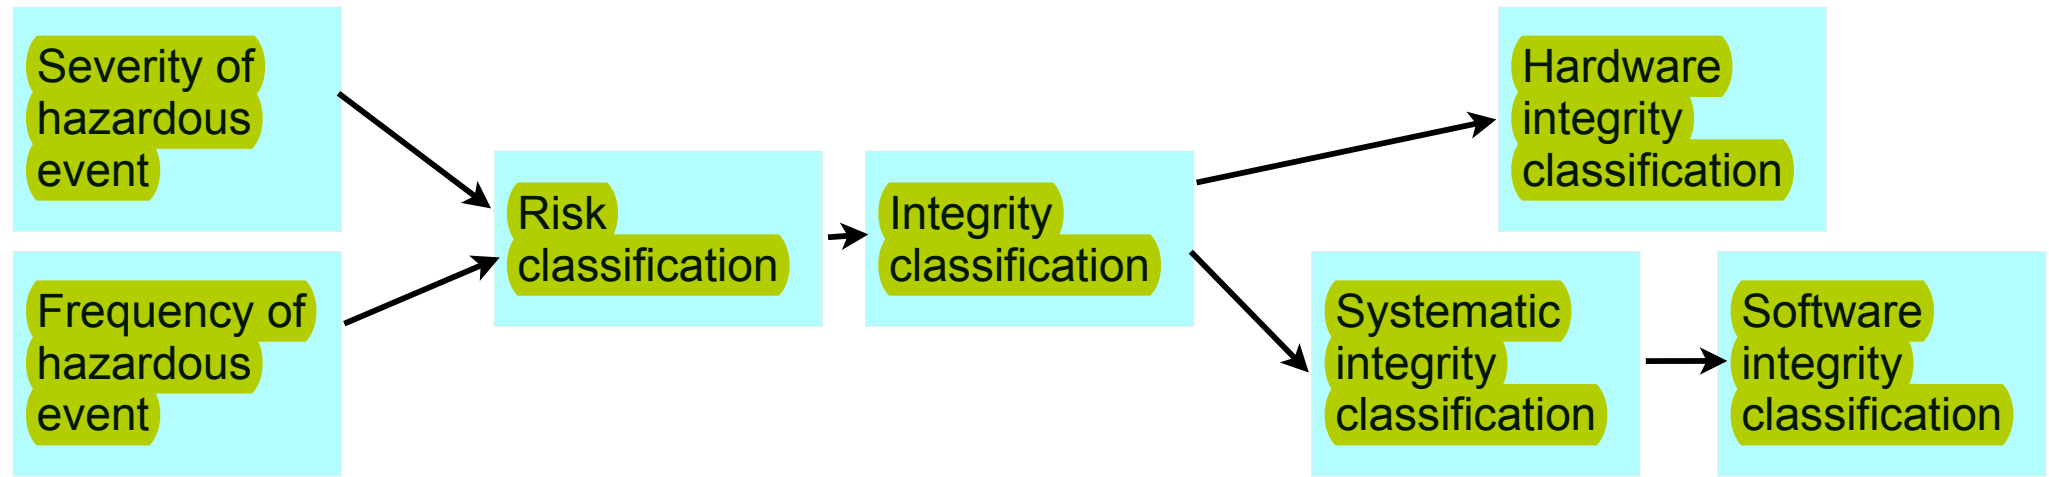 Severity of
hazardous
event
Frequency of
hazardous
event
Risk
classification
Integrity
classification
Hardware
integrity
classification
Systematic
integrity
classification
Software
integrity
classification